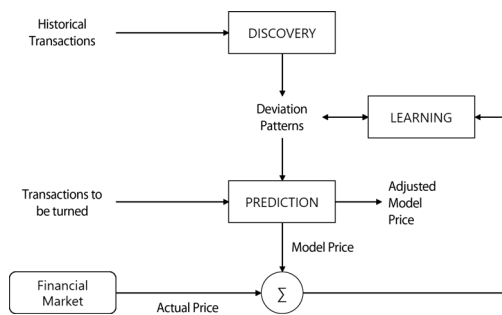 Historical
Transactions
DISCOVERY
Deviation
Patterns
LEARNING
Transactions to
be turned
PREDICTION
Adjusted
Model
Price
Model Price
Financial
Market
Actual Price
Σ